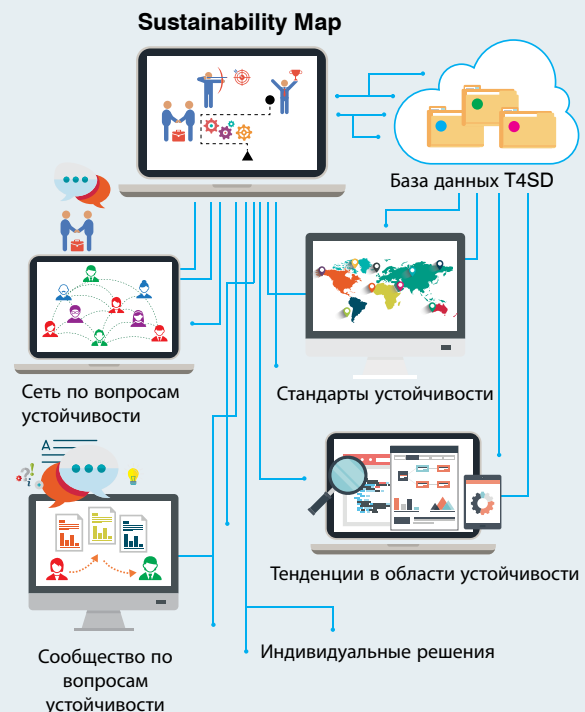 Sustainability Map
База данных T4SD
Сеть по вопросам
устойчивости
Стандарты устойчивости
A
?!
i
Тенденции в области устойчивости
Индивидуальные решения
Сообщество по
вопросам
устойчивости